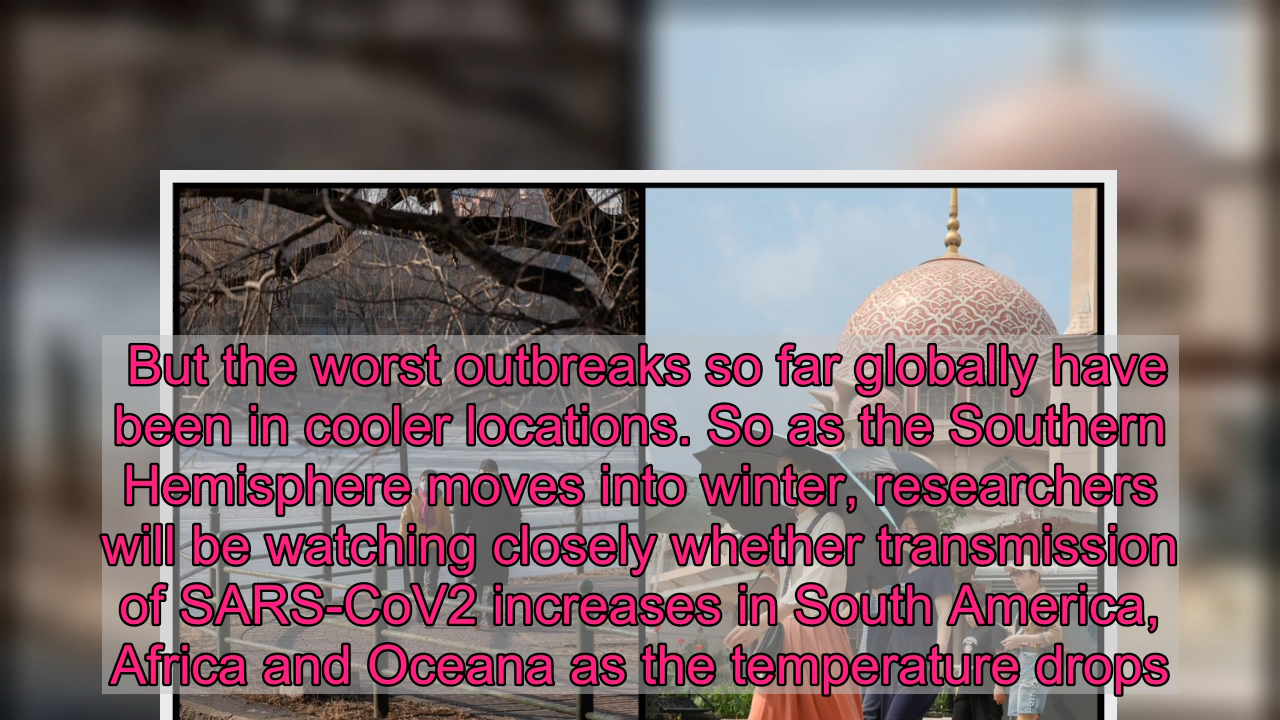 But the worst outbreaks so far globally have
been in cooler locations. So as the Southern
Hemisphere moves into winter, researchers
will be watching closely whether transmission
of SARS-CoV2 increases in South America,
Africa and Oceana as the temperature drops